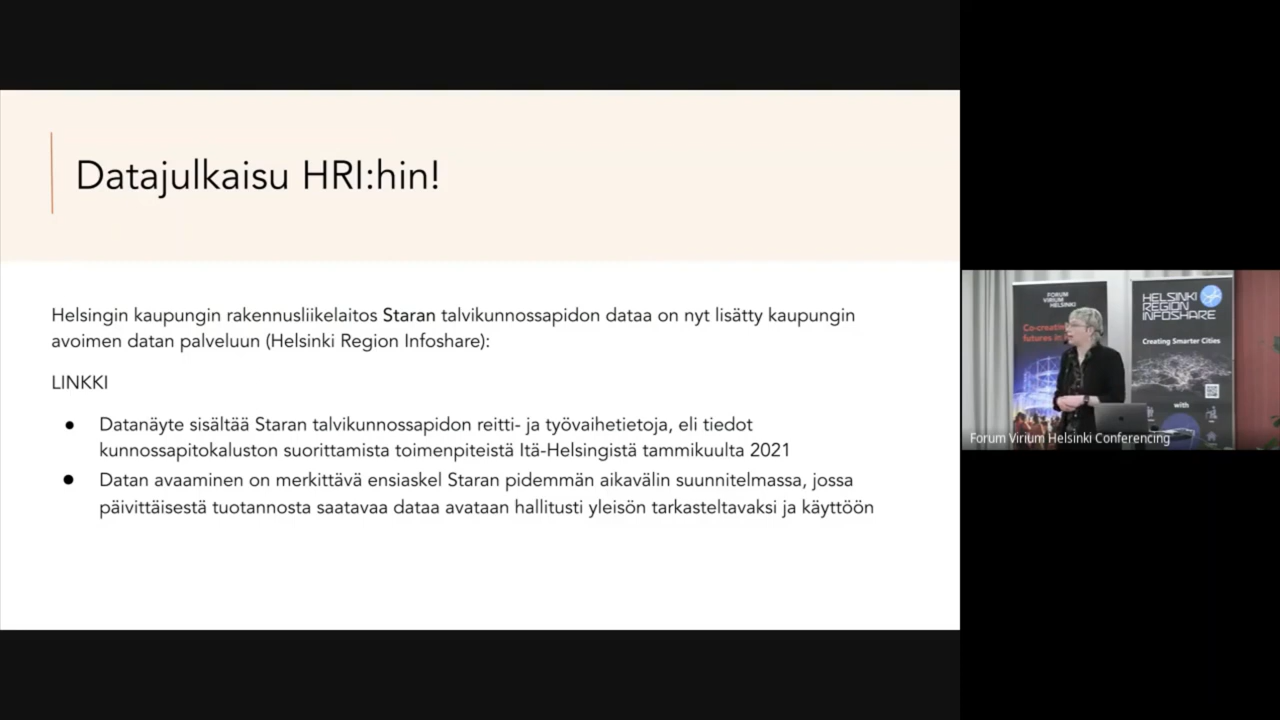 Datajulkaisu HRI:hin!
Helsingin kaupungin rakennusliikelaitos Staran talvikunnossapidon dataa on nyt lisätty kaupungin
avoimen datan palveluun (Helsinki Region Infoshare):
LINKKI
● Datanäyte sisältää Staran talvikunnossapidon reitti- ja työvaihetietoja, eli tiedot
kunnossapitokaluston suorittamista toimenpiteistä Itä-Helsingistä tammikuulta 2021
● Datan avaaminen on merkittävä ensiaskel Staran pidemmän aikavälin suunnitelmassa, jossa
päivittäisestä tuotannosta saatavaa dataa avataan hallitusti yleisön tarkasteltavaksi ja käyttöön
FORUM
VIRIUM
HELSINKI
futures in
HELSINKI
REGION
INFOSHARE
Creating Smarter Cities
with
Forum Virium Helsinki Conferencing